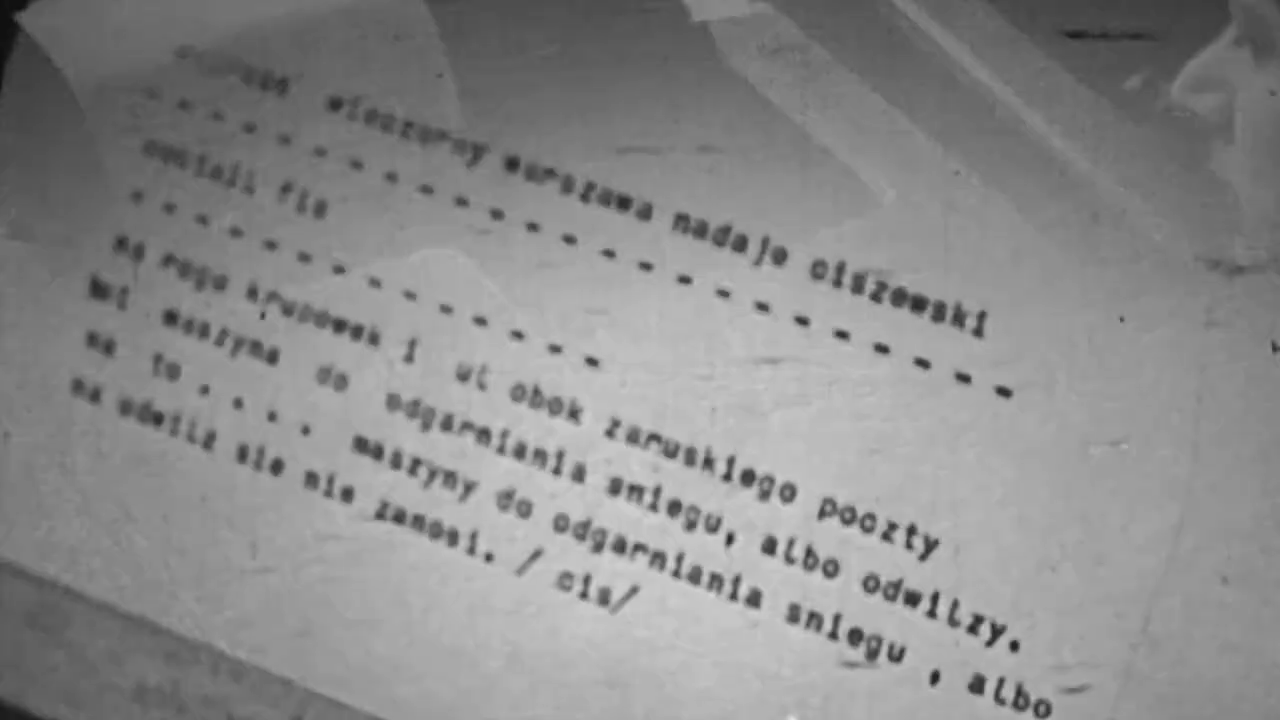 wieczorny warszawa nadaje ciszewski
- - - - - - - - - - - - - - - - - - - - - - - -
fis
- - - - - - - - - - - - - -
na rogu krupowek i ul obok zaruskiego poczty
maszyna do odgarniania sniegu, albo odwilzy.
na to . . . . maszyny do odgarniania sniegu , albo
na odwilz sie nie zanosi. / cis/